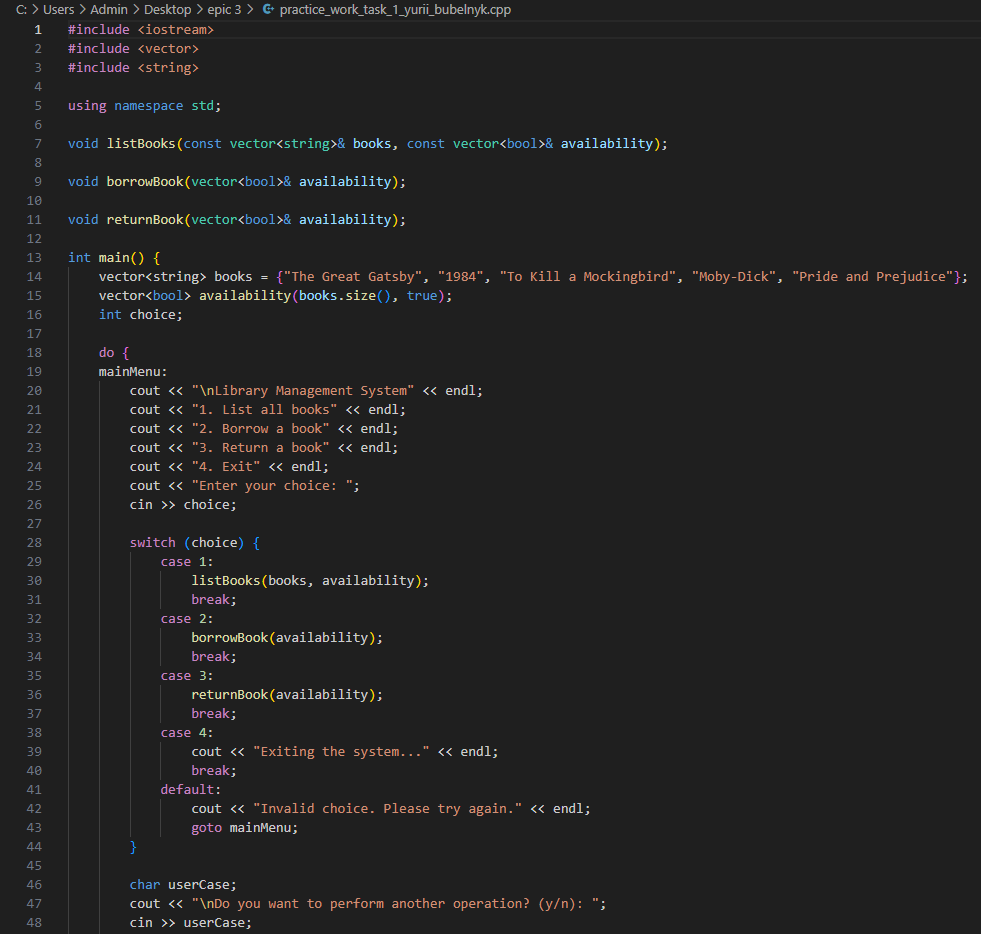 C: > Users > Admin > Desktop > epic 3 > practice_work_task_1_yurii_bubelnyk.cpp
1 #include <iostream>
2 #include <vector>
3 #include <string>
4
5 using namespace std;
6
7 void listBooks(const vector<string>& books, const vector<bool>& availability);
8
9 void borrowBook(vector<bool>& availability);
10
11 void returnBook(vector<bool>& availability);
12
13 int main() {
14     vector<string> books = {"The Great Gatsby", "1984", "To Kill a Mockingbird", "Moby-Dick", "Pride and Prejudice"};
15     vector<bool> availability(books.size(), true);
16     int choice;
17
18     do {
19     mainMenu:
20         cout << "\nLibrary Management System" << endl;
21         cout << "1. List all books" << endl;
22         cout << "2. Borrow a book" << endl;
23         cout << "3. Return a book" << endl;
24         cout << "4. Exit" << endl;
25         cout << "Enter your choice: ";
26         cin >> choice;
27
28         switch (choice) {
29             case 1:
30                 listBooks(books, availability);
31                 break;
32             case 2:
33                 borrowBook(availability);
34                 break;
35             case 3:
36                 returnBook(availability);
37                 break;
38             case 4:
39                 cout << "Exiting the system..." << endl;
40                 break;
41             default:
42                 cout << "Invalid choice. Please try again." << endl;
43                 goto mainMenu;
44         }
45
46         char userCase;
47         cout << "\nDo you want to perform another operation? (y/n): ";
48         cin >> userCase;